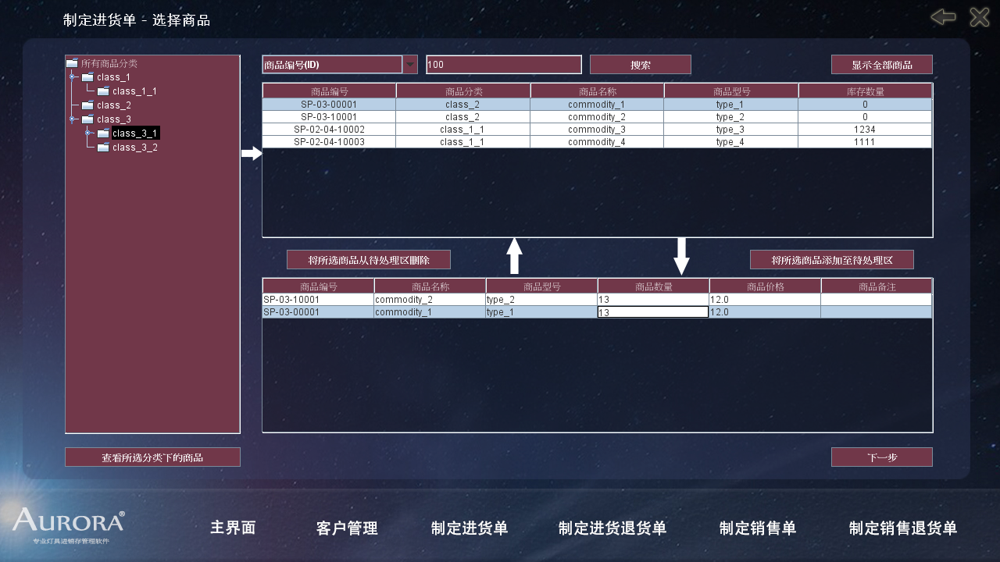 制定进货单 - 选择商品
所有商品分类
class_1
class_1_1
class_2
class_3
class_3_1
class_3_2
商品编号(ID) 100 搜索 显示全部商品
商品编号 商品分类 商品名称 商品型号 库存数量
SP-03-00001 class_2 commodity_1 type_1 0
SP-03-10001 class_2 commodity_2 type_2 0
SP-02-04-10002 class_1_1 commodity_3 type_3 1234
SP-02-04-10003 class_1_1 commodity_4 type_4 1111
将所选商品从待处理区删除 将所选商品添加至待处理区
商品编号 商品名称 商品型号 商品数量 商品价格 商品备注
SP-03-10001 commodity_2 type_2 13 12.0
SP-03-00001 commodity_1 type_1 13 12.0
查看所选分类下的商品 下一步
AURORA®
专业灯具进销存管理软件
主界面 客户管理 制定进货单 制定进货退货单 制定销售单 制定销售退货单